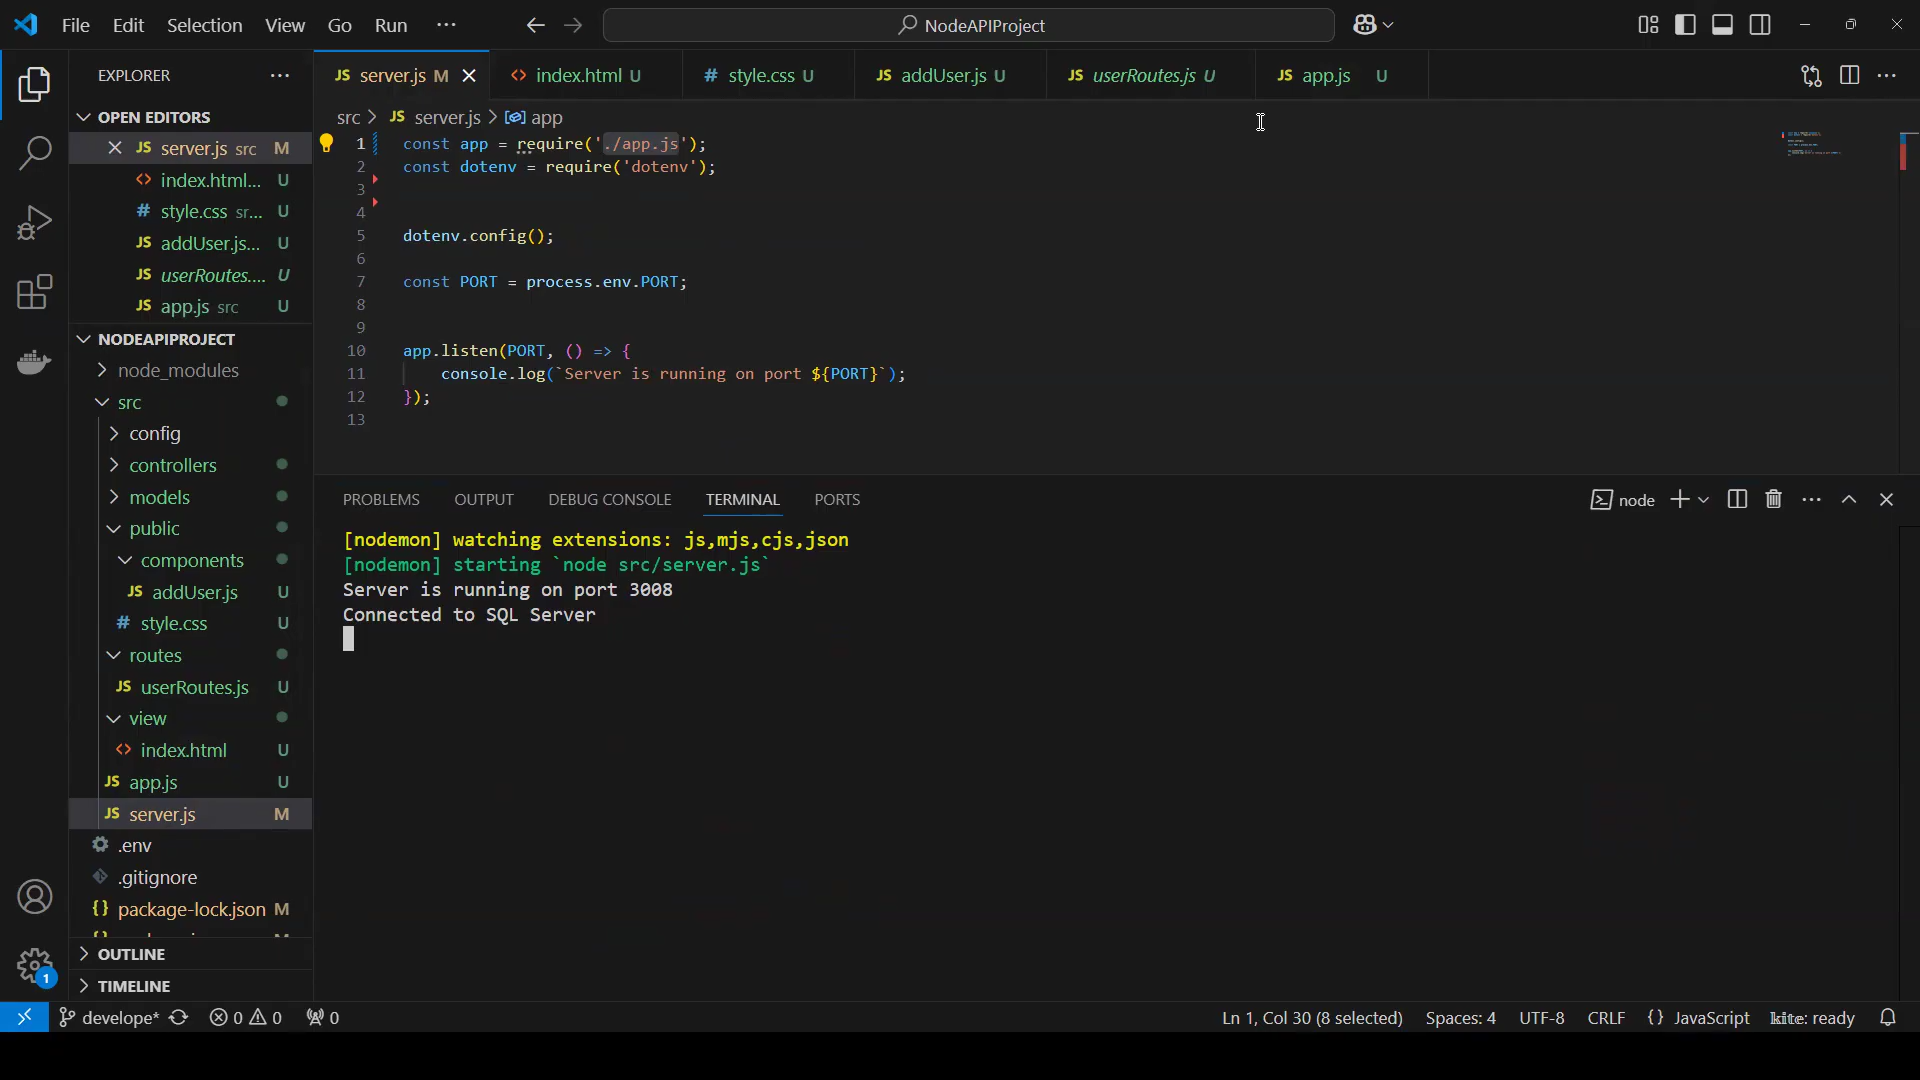 File Edit Selection View Go Run ··· NodeAPIProject
EXPLORER ···
OPEN EDITORS
JS server.js src M
<> index.html... U
# style.css sr... U
JS addUser.js... U
JS userRoutes.... U
JS app.js src U
NODEAPIPROJECT
node_modules
src
config
controllers
models
public
components
JS addUser.js U
# style.css U
routes
JS userRoutes.js U
view
<> index.html U
JS app.js U
JS server.js M
.env
.gitignore
{} package-lock.json M
OUTLINE
TIMELINE
JS server.js M <> index.html U # style.css U JS addUser.js U JS userRoutes.js U JS app.js U
src > JS server.js > app
1 const app = require('./app.js');
2 const dotenv = require('dotenv');
3
4
5 dotenv.config();
6
7 const PORT = process.env.PORT;
8
9
10 app.listen(PORT, () => {
11 console.log(`Server is running on port ${PORT}`);
12 });
13
PROBLEMS OUTPUT DEBUG CONSOLE TERMINAL PORTS node
[nodemon] watching extensions: js,mjs,cjs,json
[nodemon] starting `node src/server.js`
Server is running on port 3008
Connected to SQL Server
1
develope* 0 0 0 Ln 1, Col 30 (8 selected) Spaces: 4 UTF-8 CRLF {} JavaScript kite: ready